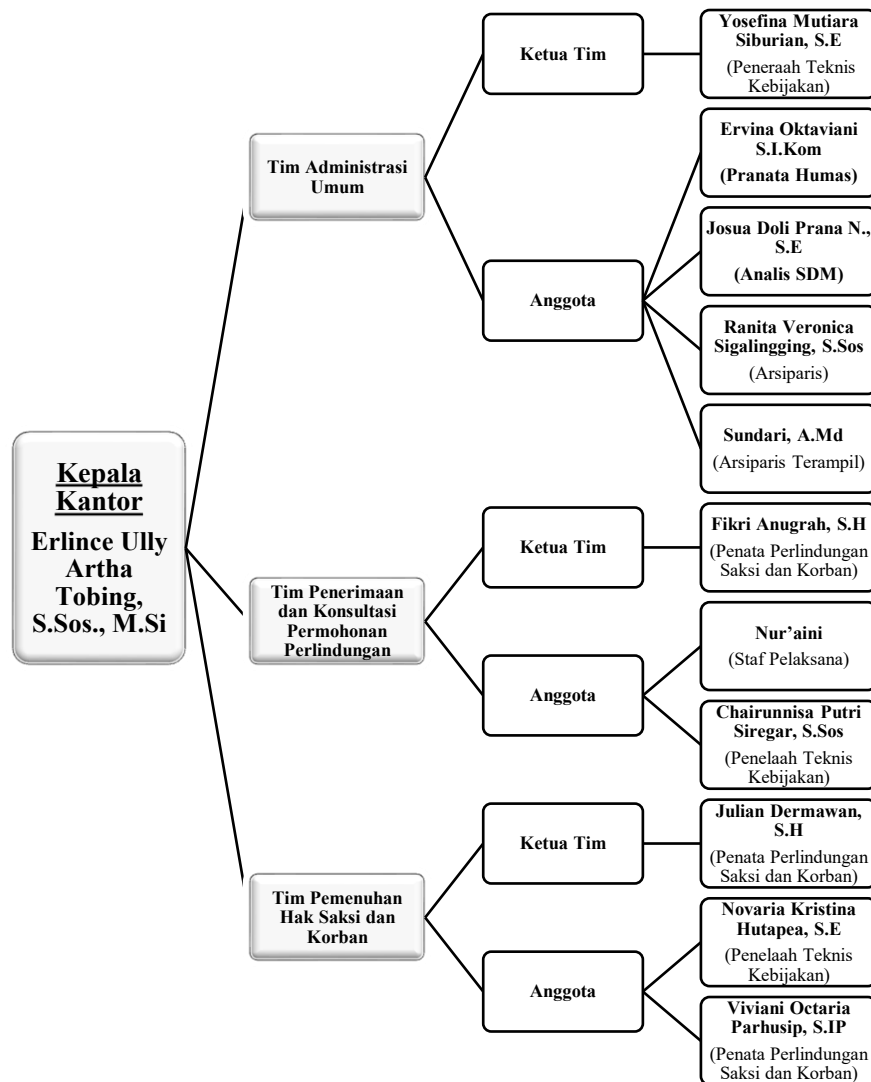 Kepala
Kantor
Erlince Ully
Artha
Tobing,
S.Sos., M.Si
Tim Administrasi
Umum
Ketua Tim
Yosefina Mutiara
Siburian, S.E
(Peneraah Teknis
Kebijakan)
Anggota
Ervina Oktaviani
S.I.Kom
(Pranata Humas)
Josua Doli Prana N.,
S.E
(Analis SDM)
Ranita Veronica
Sigalingging, S.Sos
(Arsiparis)
Sundari, A.Md
(Arsiparis Terampil)
Tim Penerimaan
dan Konsultasi
Permohonan
Perlindungan
Ketua Tim
Fikri Anugrah, S.H
(Penata Perlindungan
Saksi dan Korban)
Anggota
Nur’aini
(Staf Pelaksana)
Chairunnisa Putri
Siregar, S.Sos
(Penelaah Teknis
Kebijakan)
Tim Pemenuhan
Hak Saksi dan
Korban
Ketua Tim
Julian Dermawan,
S.H
(Penata Perlindungan
Saksi dan Korban)
Anggota
Novaria Kristina
Hutapea, S.E
(Penelaah Teknis
Kebijakan)
Viviani Octaria
Parhusip, S.IP
(Penata Perlindungan
Saksi dan Korban)